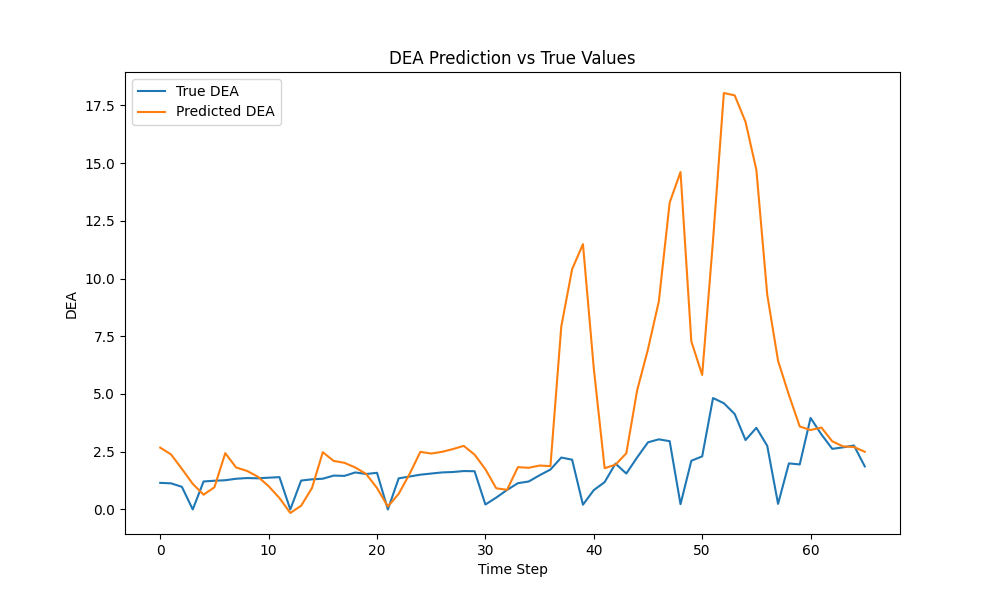 DEA Prediction vs True Values
True DEA
Predicted DEA
17.5
15.0
12.5
10.0
7.5
5.0
2.5
0.0
DEA
0 10 20 30 40 50 60
Time Step